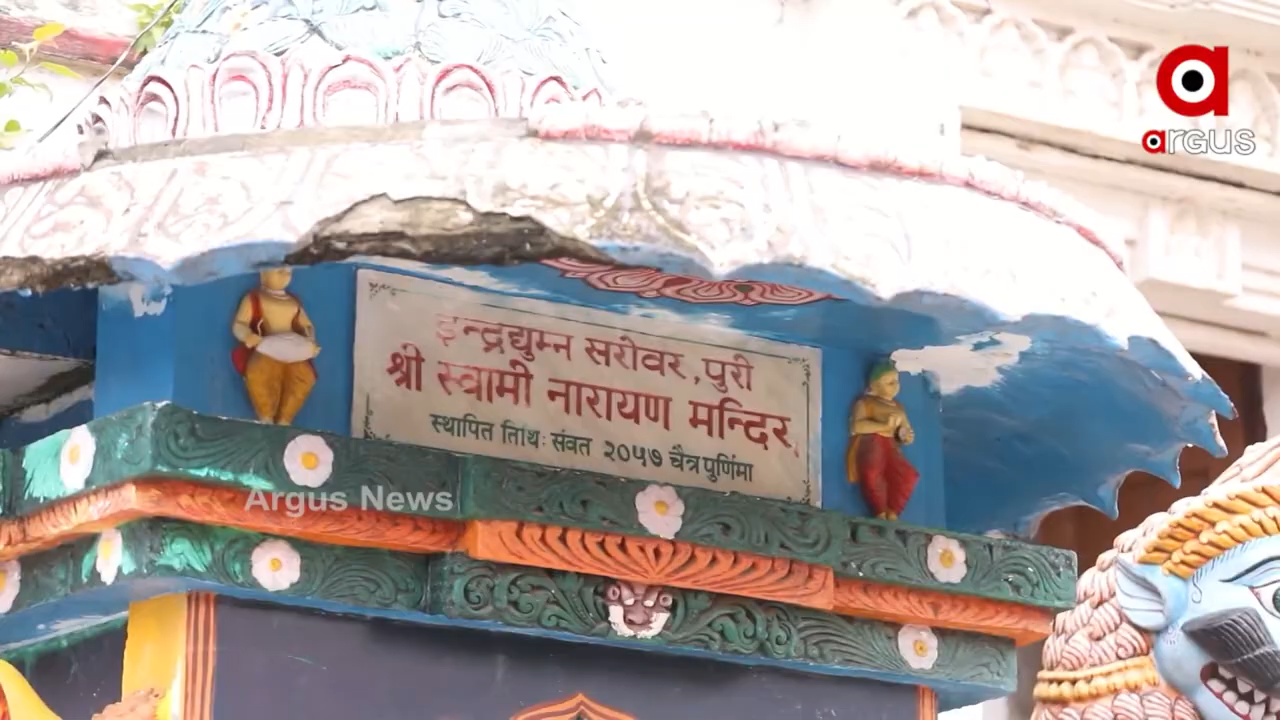 argus
इन्द्रद्युम्न सरोवर, पुरी
श्री स्वामी नारायण मन्दिर
स्थापित तिथि: संवत २०५७ चैत्र पुर्णिमा
Argus News